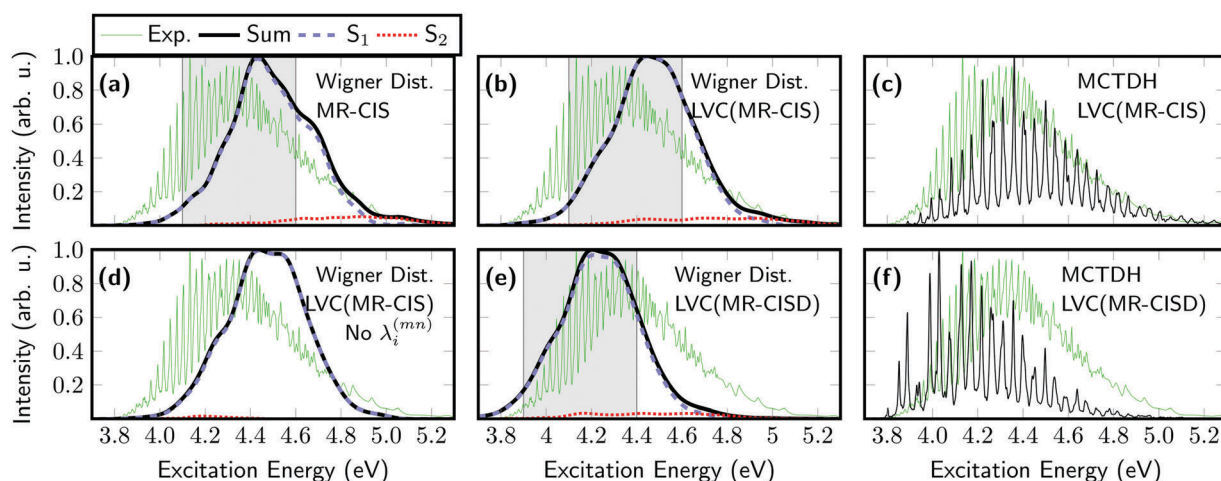 Exp. Sum S₁ S₂
Intensity (arb. u.)
1.0
0.8
0.6
0.4
0.2
(a)
Wigner Dist.
MR-CIS
(b)
Wigner Dist.
LVC(MR-CIS)
(c)
MCTDH
LVC(MR-CIS)
Intensity (arb. u.)
1.0
0.8
0.6
0.4
0.2
(d)
Wigner Dist.
LVC(MR-CIS)
No λᵢ⁽ᵐⁿ⁾
(e)
Wigner Dist.
LVC(MR-CISD)
(f)
MCTDH
LVC(MR-CISD)
3.8 4.0 4.2 4.4 4.6 4.8 5.0 5.2
3.8 4 4.2 4.4 4.6 4.8 5 5.2
3.8 4.0 4.2 4.4 4.6 4.8 5.0 5.2
Excitation Energy (eV)
Excitation Energy (eV)
Excitation Energy (eV)